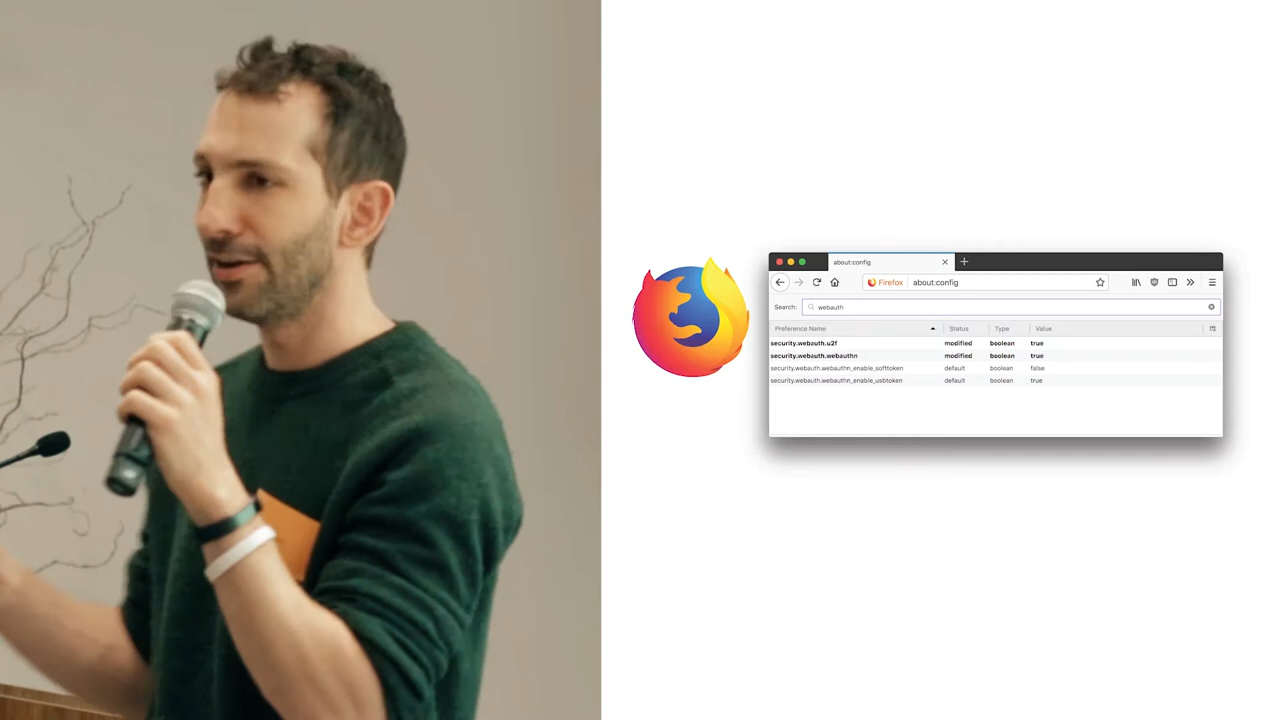 about:config
Firefox about:config
Search: webauth
Preference Name Status Type Value
security.webauth.u2f modified boolean true
security.webauth.webauthn modified boolean true
security.webauth.webauthn_enable_softtoken default boolean false
security.webauth.webauthn_enable_usbtoken default boolean true